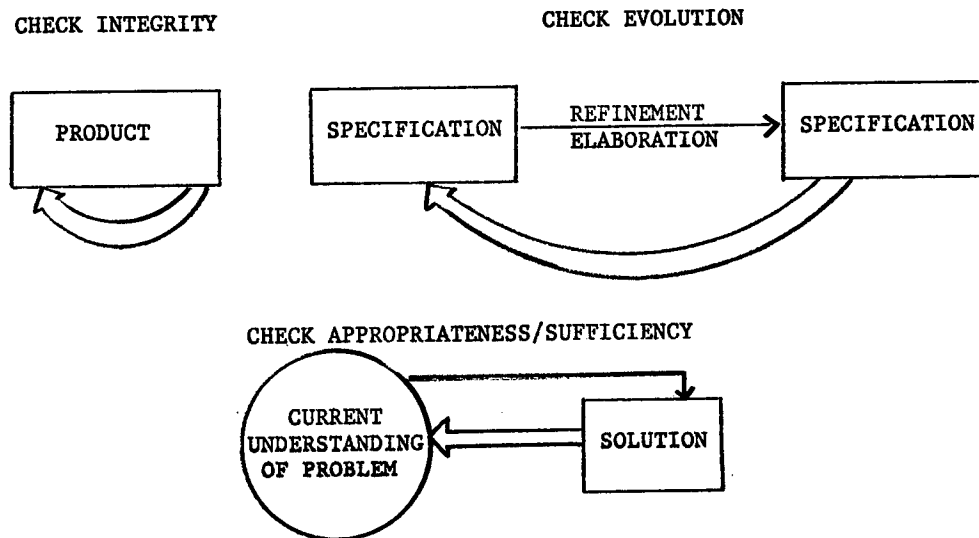 CHECK INTEGRITY
CHECK EVOLUTION
PRODUCT
SPECIFICATION
REFINEMENT
ELABORATION
SPECIFICATION
CHECK APPROPRIATENESS/SUFFICIENCY
CURRENT
UNDERSTANDING
OF PROBLEM
SOLUTION